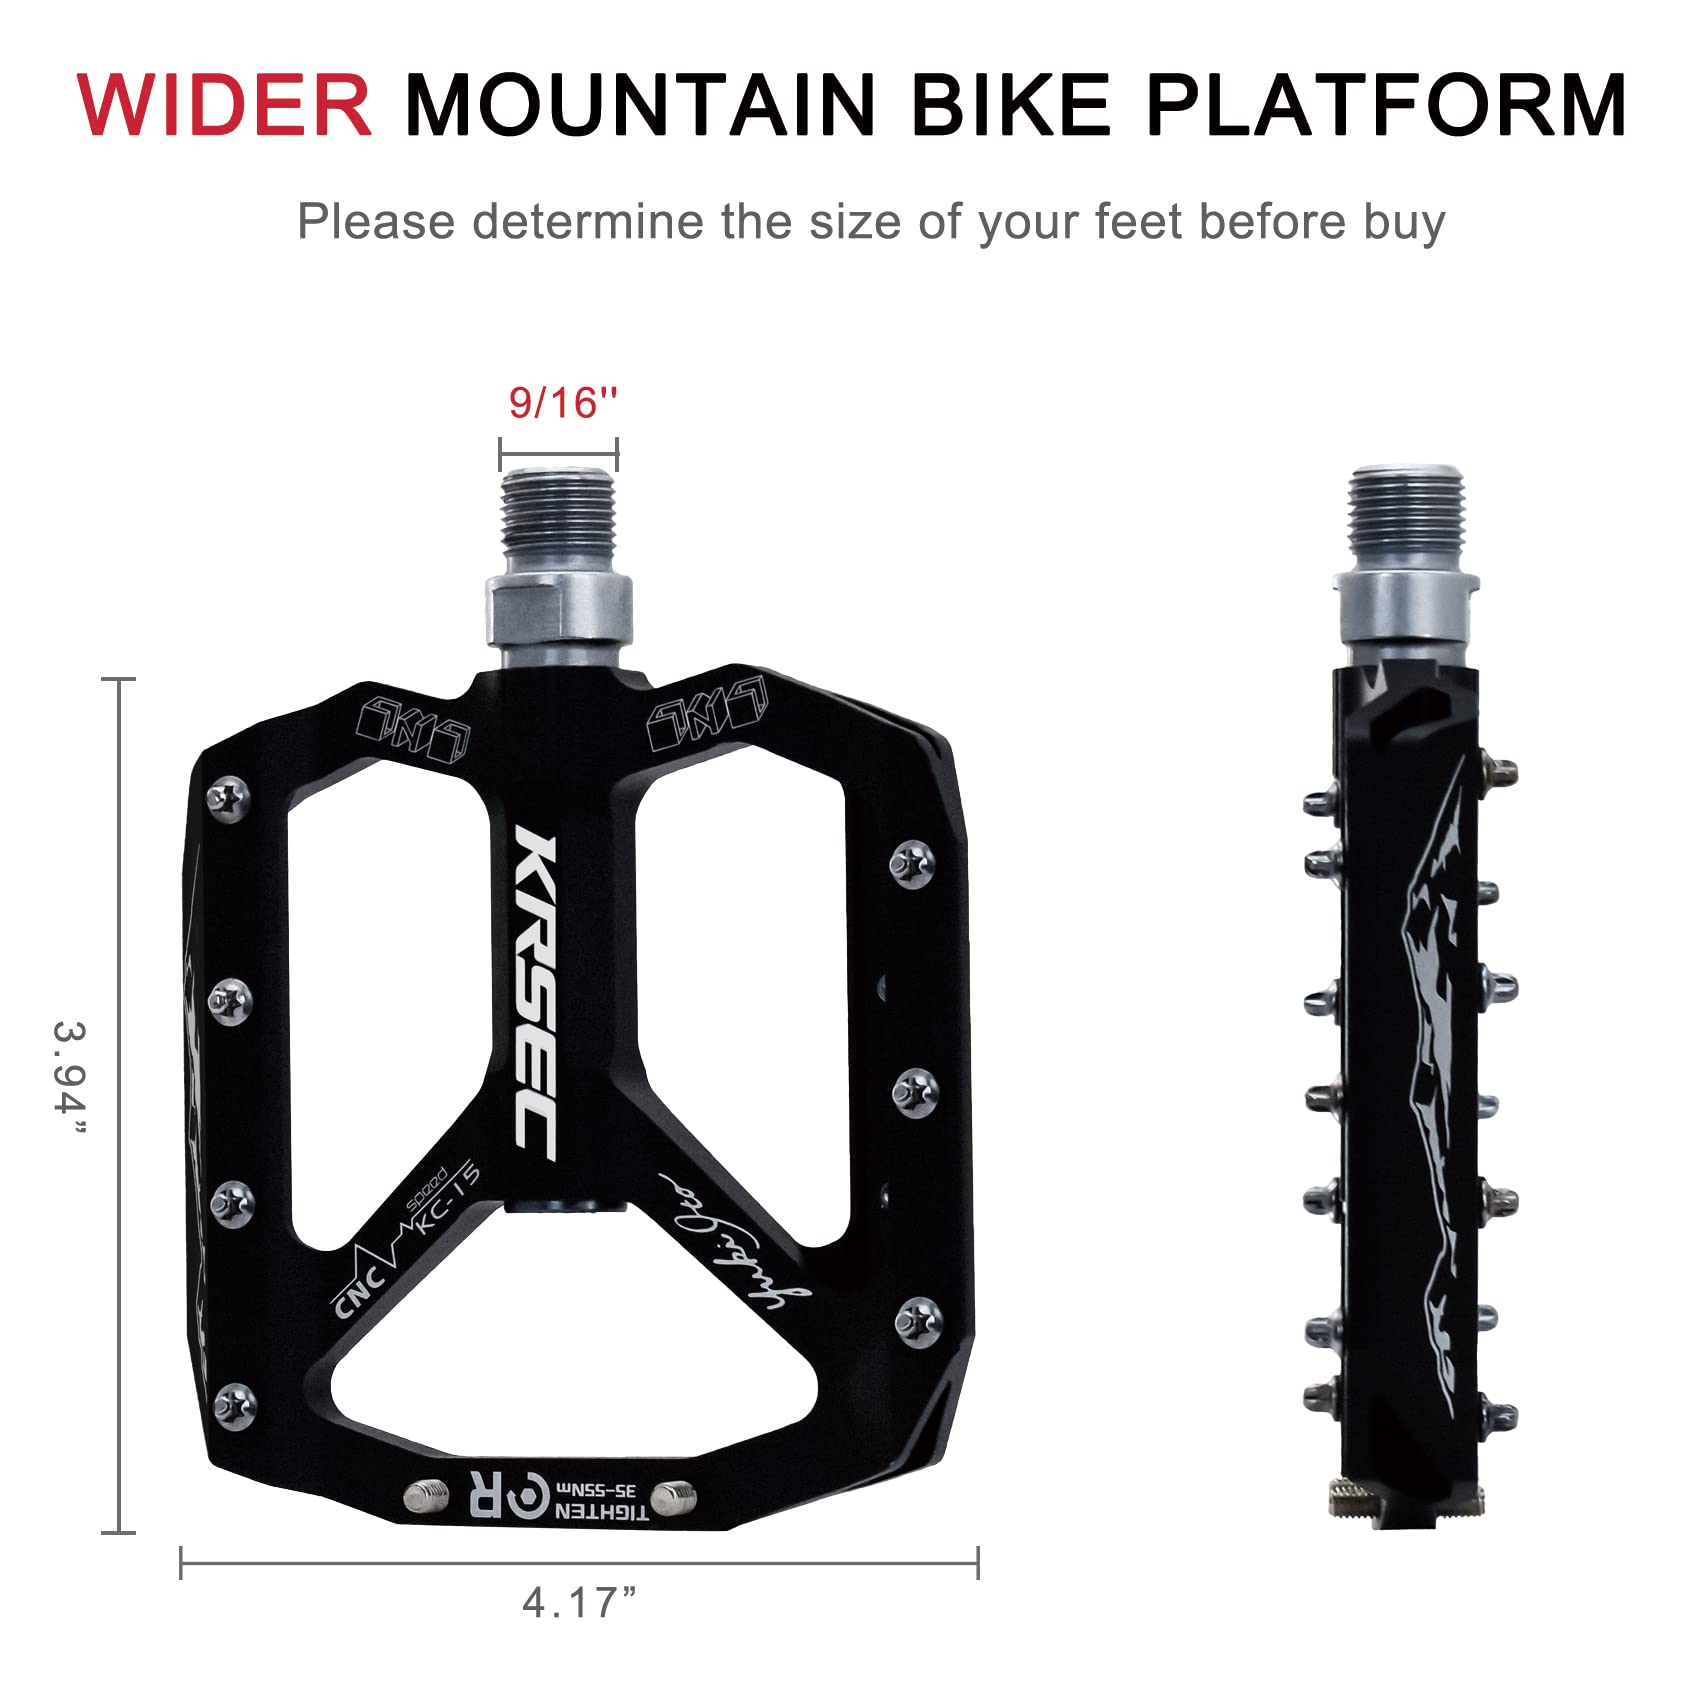 WIDER MOUNTAIN BIKE PLATFORM
Please determine the size of your feet before buy
9/16''
3.94”
KRSEC
CNC speed KC-15
R
TIGHTEN
35-55Nm
4.17”